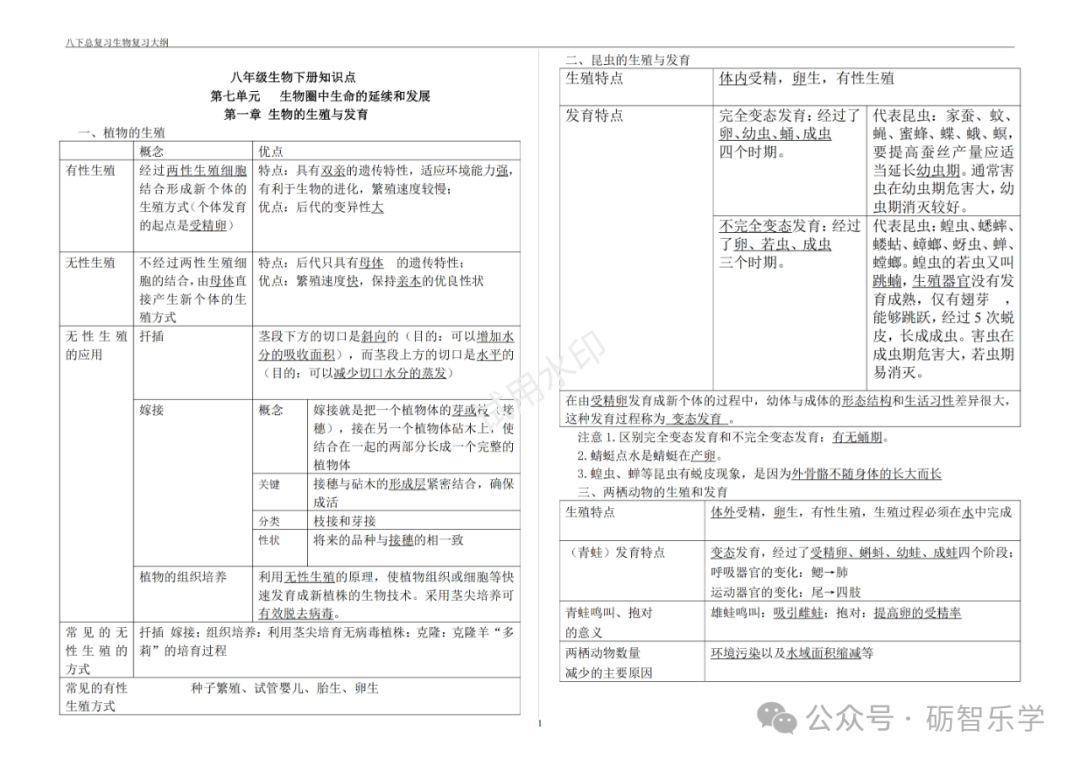 八下总复习生物复习大纲
八年级生物下册知识点
第七单元 生物圈中生命的延续和发展
第一章 生物的生殖与发育
一、植物的生殖
概念 优点
有性生殖
经过两性生殖细胞
结合形成新个体的
生殖方式（个体发育
的起点是受精卵）
特点：具有双亲的遗传特性，适应环境能力强，
有利于生物的进化，繁殖速度较慢；
优点：后代的变异性大
无性生殖
不经过两性生殖细
胞的结合，由母体直
接产生新个体的生
殖方式
特点：后代只具有母体 的遗传特性；
优点：繁殖速度快，保持亲本的优良性状
无性生殖
的应用
扦插
茎段下方的切口是斜向的（目的：可以增加水
分的吸收面积），而茎段上方的切口是水平的
（目的：可以减少切口水分的蒸发）
嫁接
概念
嫁接就是把一个植物体的芽或枝（接
穗），接在另一个植物体砧木上，使
结合在一起的两部分长成一个完整的
植物体
关键
接穗与砧木的形成层紧密结合，确保
成活
分类 枝接和芽接
性状 将来的品种与接穗的相一致
植物的组织培养
利用无性生殖的原理，使植物组织或细胞等快
速发育成新植株的生物技术。采用茎尖培养可
有效脱去病毒。
常见的无
性生殖的
方式
扦插 嫁接；组织培养：利用茎尖培育无病毒植株；克隆：克隆羊“多
莉”的培育过程
常见的有性
生殖方式
种子繁殖、试管婴儿、胎生、卵生
二、昆虫的生殖与发育
生殖特点 体内受精，卵生，有性生殖
发育特点
完全变态发育：经过了
卵、幼虫、蛹、成虫
四个时期。
代表昆虫：家蚕、蚊、
蝇、蜜蜂、蝶、蛾、螟，
要提高蚕丝产量应适
当延长幼虫期。通常害
虫在幼虫期危害大，幼
虫期消灭较好。
不完全变态发育：经过
了卵、若虫、成虫
三个时期。
代表昆虫：蝗虫、蟋蟀、
蝼蛄、蟑螂、蚜虫、蝉、
螳螂。蝗虫的若虫又叫
跳蝻，生殖器官没有发
育成熟，仅有翅芽 ，
能够跳跃，经过 5 次蜕
皮，长成成虫。害虫在
成虫期危害大，若虫期
易消灭。
在由受精卵发育成新个体的过程中，幼体与成体的形态结构和生活习性差异很大，
这种发育过程称为 变态发育 。
注意 1.区别完全变态发育和不完全变态发育：有无蛹期。
2.蜻蜓点水是蜻蜓在产卵。
3.蝗虫、蝉等昆虫有蜕皮现象，是因为外骨骼不随身体的长大而长
三、两栖动物的生殖和发育
生殖特点 体外受精，卵生，有性生殖，生殖过程必须在水中完成
（青蛙）发育特点
变态发育，经过了受精卵、蝌蚪、幼蛙、成蛙四个阶段；
呼吸器官的变化：鳃→肺
运动器官的变化：尾→四肢
青蛙鸣叫、抱对
的意义
雄蛙鸣叫：吸引雌蛙；抱对：提高卵的受精率
两栖动物数量
减少的主要原因
环境污染以及水域面积缩减等
试用水印
1
公众号 · 砺智乐学